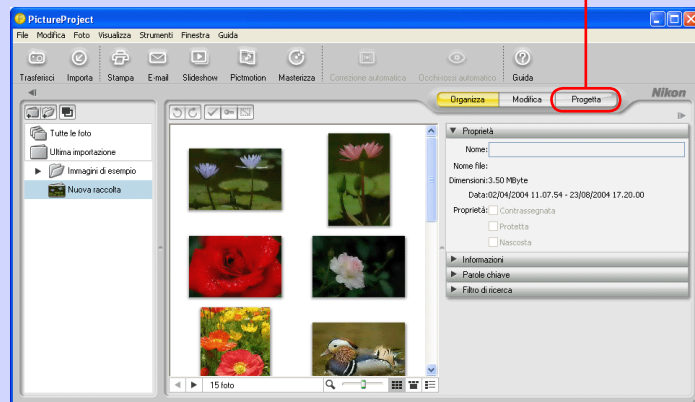 PictureProject
File Modifica Foto Visualizza Strumenti Finestra Guida
Trasferisci Importa Stampa E-mail Slideshow Pictmotion Masterizza Correzione automatica Occhi-rossi automatico Guida
Organizza Modifica Progetta Nikon
Tutte le foto
Ultima importazione
Immagini di esempio
Nuova raccolta
15 foto
Proprietà
Nome:
Nome file:
Dimensioni: 3.50 MByte
Data: 02/04/2004 11.07.54 - 23/08/2004 17.20.00
Proprietà: Contrassegnata
Protetta
Nascosta
Informazioni
Parole chiave
Filtro di ricerca